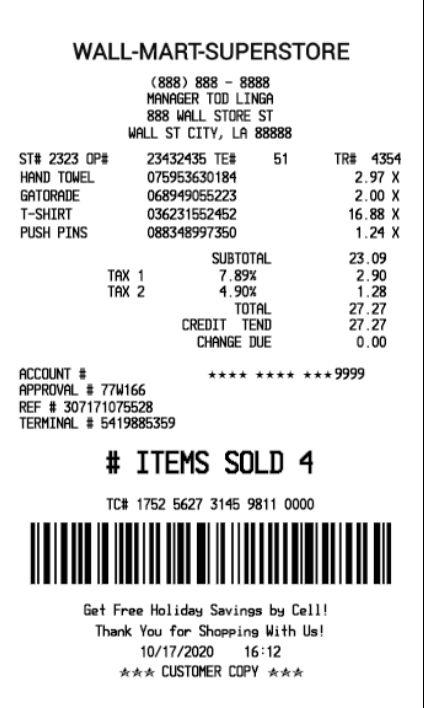 WALL-MART-SUPERSTORE
(888) 888 - 8888
MANAGER TOD LINGA
888 WALL STORE ST
WALL ST CITY, LA 88888
ST# 2323 OP# 23432435 TE# 51 TR# 4354
HAND TOWEL 075953630184 2.97 X
GATORADE 068949055223 2.00 X
T-SHIRT 036231552452 16.88 X
PUSH PINS 088348997350 1.24 X
SUBTOTAL 23.09
TAX 1 7.89% 2.90
TAX 2 4.90% 1.28
TOTAL 27.27
CREDIT TEND 27.27
CHANGE DUE 0.00
ACCOUNT # **** **** ***9999
APPROVAL # 77W166
REF # 307171075528
TERMINAL # 5419885359
# ITEMS SOLD 4
TC# 1752 5627 3145 9811 0000
Get Free Holiday Savings by Cell!
Thank You for Shopping With Us!
10/17/2020 16:12
*** CUSTOMER COPY ***